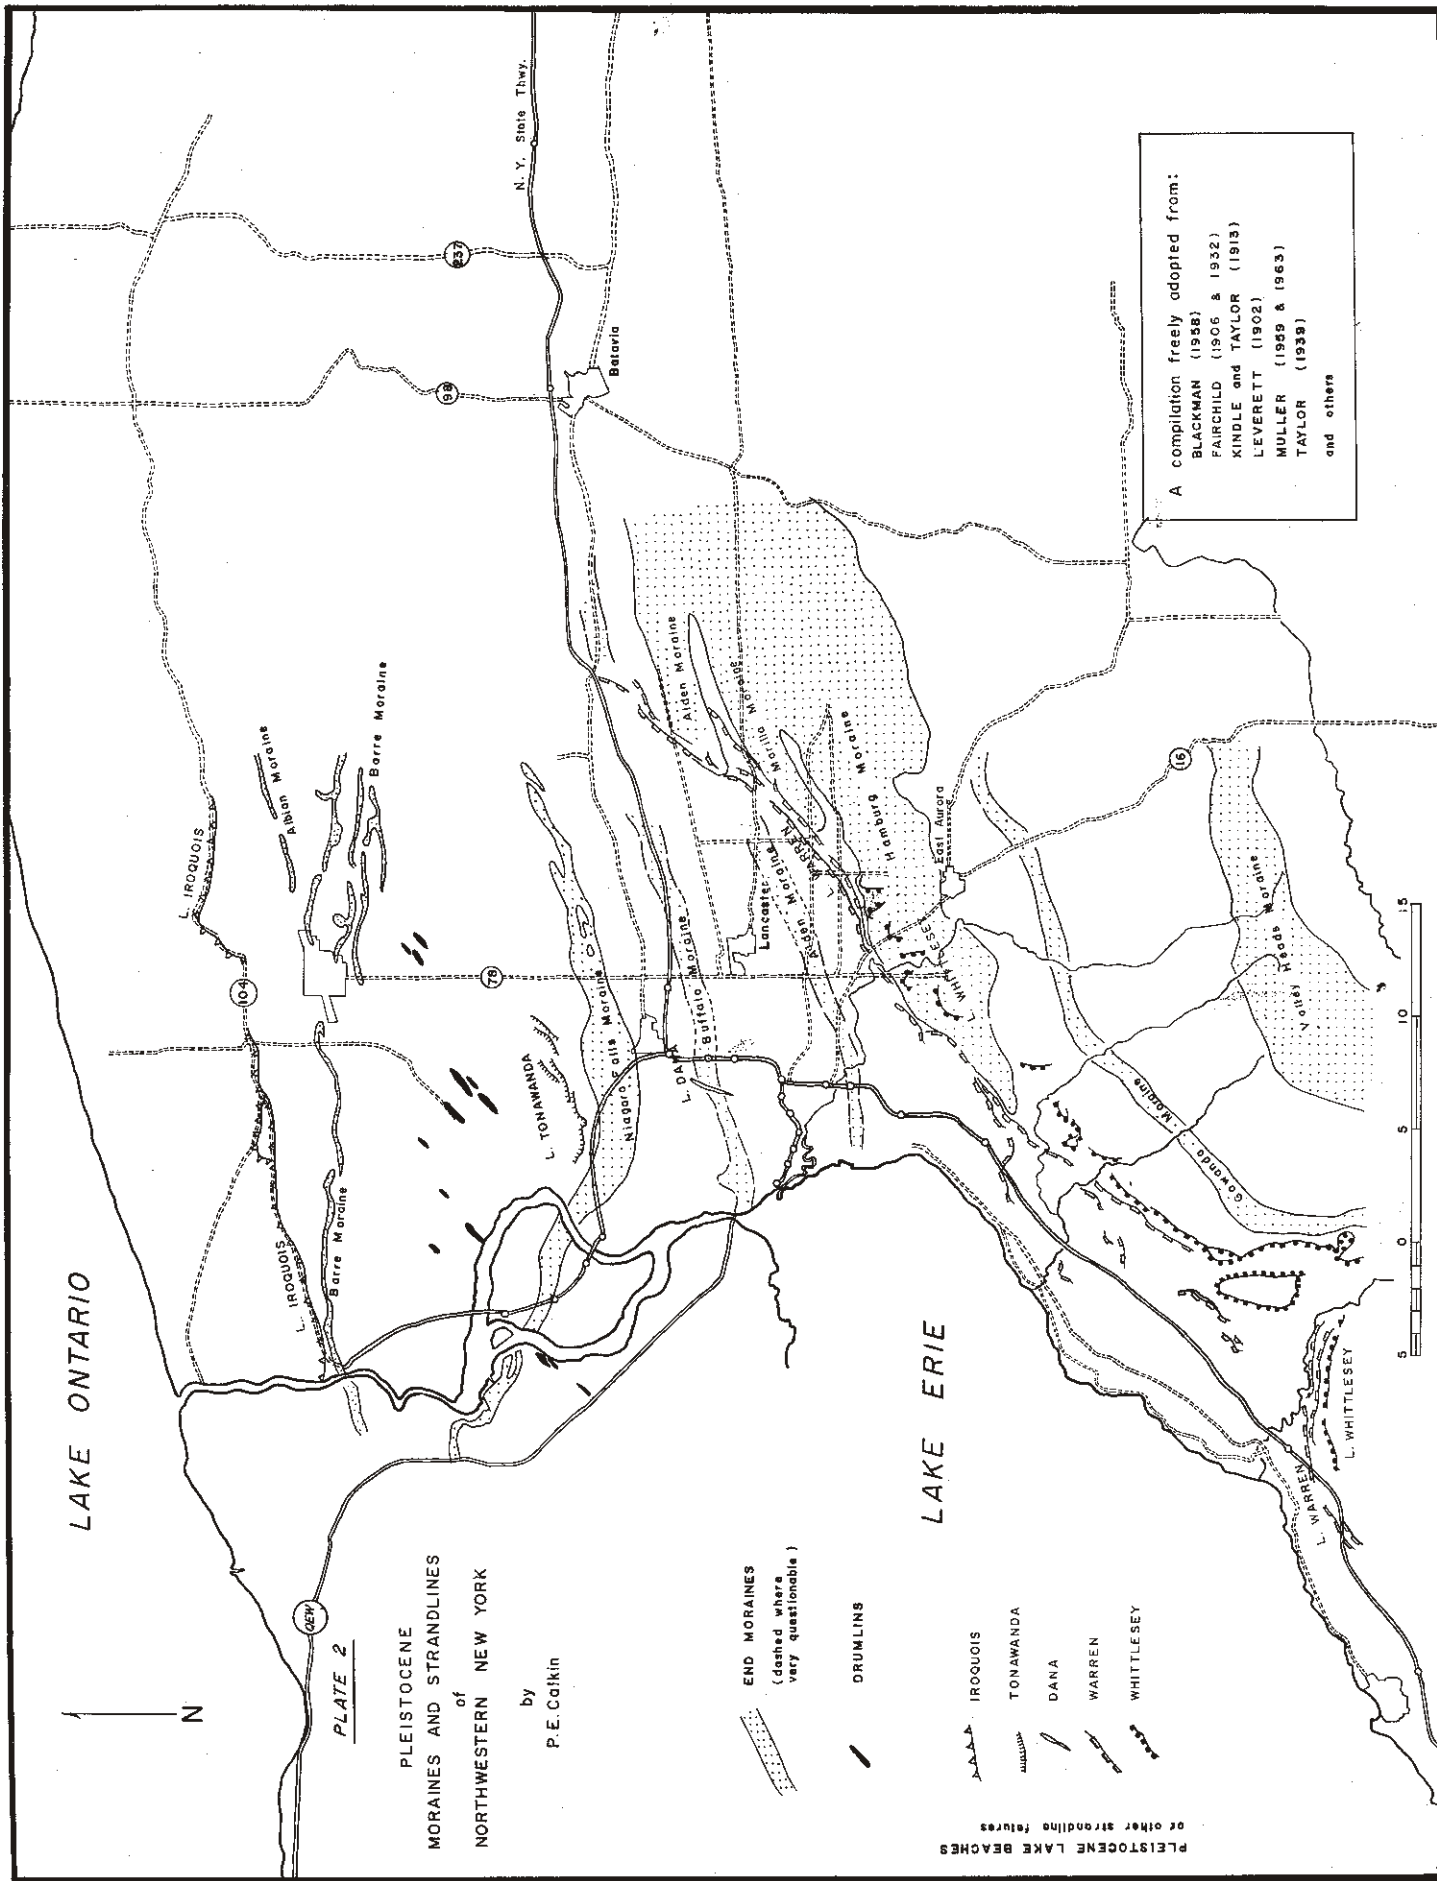 LAKE ONTARIO
N
PLATE 2
PLEISTOCENE
MORAINES AND STRANDLINES
of
NORTHWESTERN NEW YORK
by
P.E. Calkin
QEW
L. IROQUOIS
L. IROQUOIS
104
Albion Moraine
Barre Moraine
Barre Moraine
98
237
78
N.Y. State Thwy.
Batavia
L. TONAWANDA
Niagara Falls Moraine
L. DANA
Buffalo Moraine
Lancaster
Alden Moraine
Alden Moraine
L. WARREN
Marilla Moraine
Hamburg Moraine
East Aurora
WHITTLESEY
16
Valley Heads Moraine
Gowanda Moraine
LAKE ERIE
L. WARREN
L. WHITTLESEY
END MORAINES
(dashed where
very questionable)
DRUMLINS
PLEISTOCENE LAKE BEACHES
or other strandline fetures
IROQUOIS
TONAWANDA
DANA
WARREN
WHITTLESEY
5 0 5 10 15
A compilation freely adopted from:
BLACKMAN (1958)
FAIRCHILD (1906 & 1932)
KINDLE and TAYLOR (1913)
LEVERETT (1902)
MULLER (1959 & 1963)
TAYLOR (1939)
and others